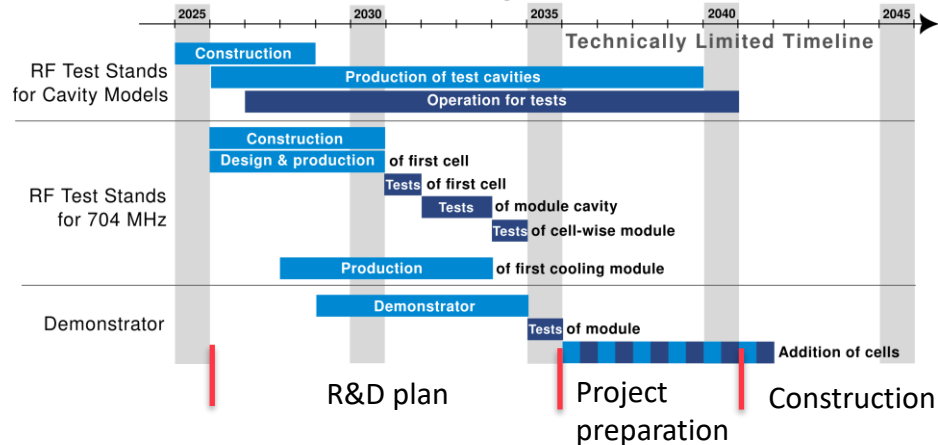 2025 2030 2035 2040 2045
Technically Limited Timeline
RF Test Stands
for Cavity Models
Construction
Production of test cavities
Operation for tests
RF Test Stands
for 704 MHz
Construction
Design & production of first cell
Tests of first cell
Tests of module cavity
Tests of cell-wise module
Production of first cooling module
Demonstrator
Demonstrator
Tests of module
Addition of cells
R&D plan
Project
preparation
Construction